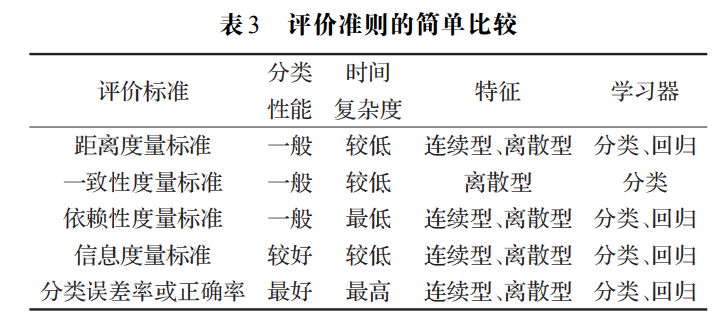 表3 评价准则的简单比较
评价标准 分类性能 时间复杂度 特征 学习器
距离度量标准 一般 较低 连续型、离散型 分类、回归
一致性度量标准 一般 较低 离散型 分类
依赖性度量标准 一般 最低 连续型、离散型 分类、回归
信息度量标准 较好 较低 连续型、离散型 分类、回归
分类误差率或正确率 最好 最高 连续型、离散型 分类、回归